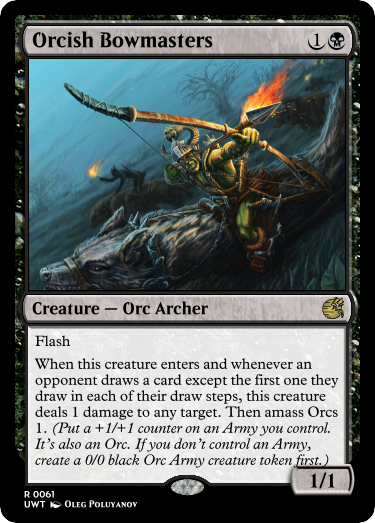 Orcish Bowmasters 1
Creature — Orc Archer
Flash
When this creature enters and whenever an
opponent draws a card except the first one they
draw in each of their draw steps, this creature
deals 1 damage to any target. Then amass Orcs
1. (Put a +1/+1 counter on an Army you control.
It's also an Orc. If you don't control an Army,
create a 0/0 black Orc Army creature token first.)
1/1
R 0061
UWT Oleg Poluyanov